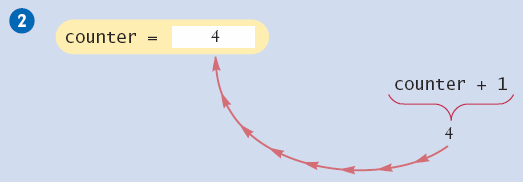 2
counter = 4
counter + 1
4